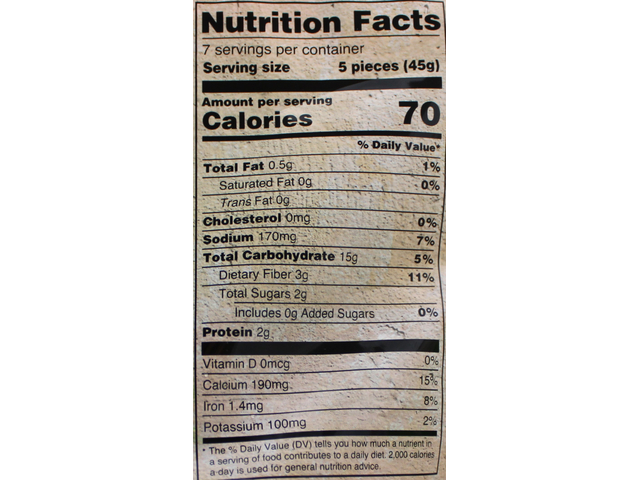 Nutrition Facts
7 servings per container
Serving size 5 pieces (45g)
Amount per serving
Calories 70
% Daily Value*
Total Fat 0.5g 1%
Saturated Fat 0g 0%
Trans Fat 0g
Cholesterol 0mg 0%
Sodium 170mg 7%
Total Carbohydrate 15g 5%
Dietary Fiber 3g 11%
Total Sugars 2g
Includes 0g Added Sugars 0%
Protein 2g
Vitamin D 0mcg 0%
Calcium 190mg 15%
Iron 1.4mg 8%
Potassium 100mg 2%
* The % Daily Value (DV) tells you how much a nutrient in
a serving of food contributes to a daily diet. 2,000 calories
a day is used for general nutrition advice.